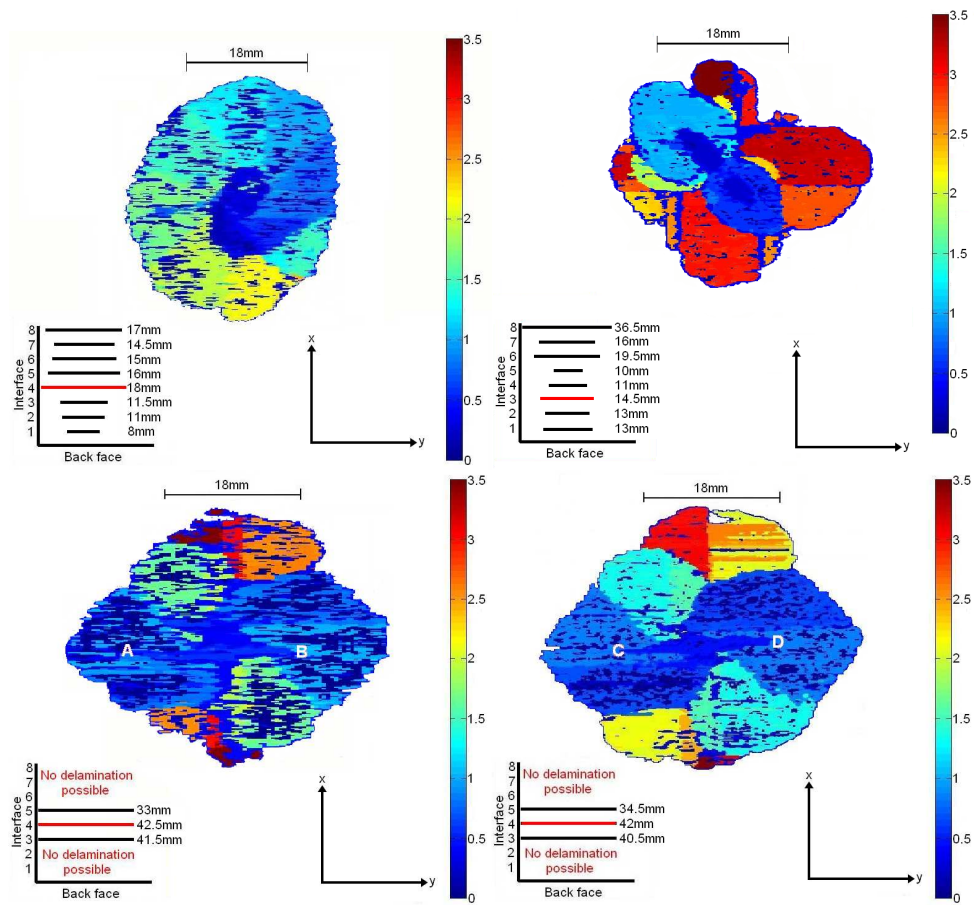 18mm
3.5
3
2.5
2
1.5
1
0.5
0
Interface
8 17mm
7 14.5mm
6 15mm
5 16mm
4 18mm
3 11.5mm
2 11mm
1 8mm
Back face
x
y
18mm
3.5
3
2.5
2
1.5
1
0.5
0
Interface
8 36.5mm
7 16mm
6 19.5mm
5 10mm
4 11mm
3 14.5mm
2 13mm
1 13mm
Back face
x
y
18mm
A
B
3.5
3
2.5
2
1.5
1
0.5
0
Interface
8
7 No delamination
6 possible
5 33mm
4 42.5mm
3 41.5mm
2 No delamination
1 possible
Back face
x
y
18mm
C
D
3.5
3
2.5
2
1.5
1
0.5
0
Interface
8
7 No delamination
6 possible
5 34.5mm
4 42mm
3 40.5mm
2 No delamination
1 possible
Back face
x
y